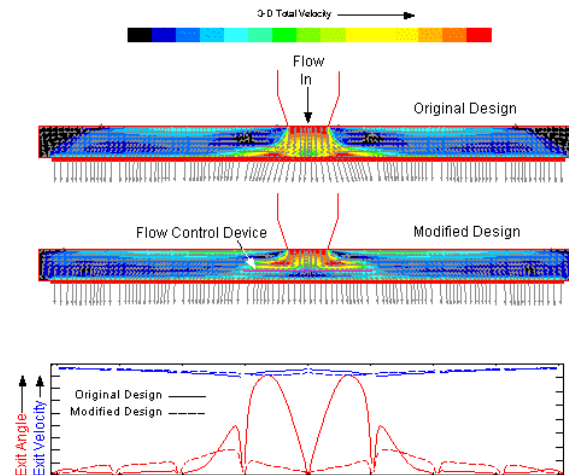 3-D Total Velocity
Flow
In
Original Design
Flow Control Device
Modified Design
Exit Angle
Exit Velocity
Original Design
Modified Design